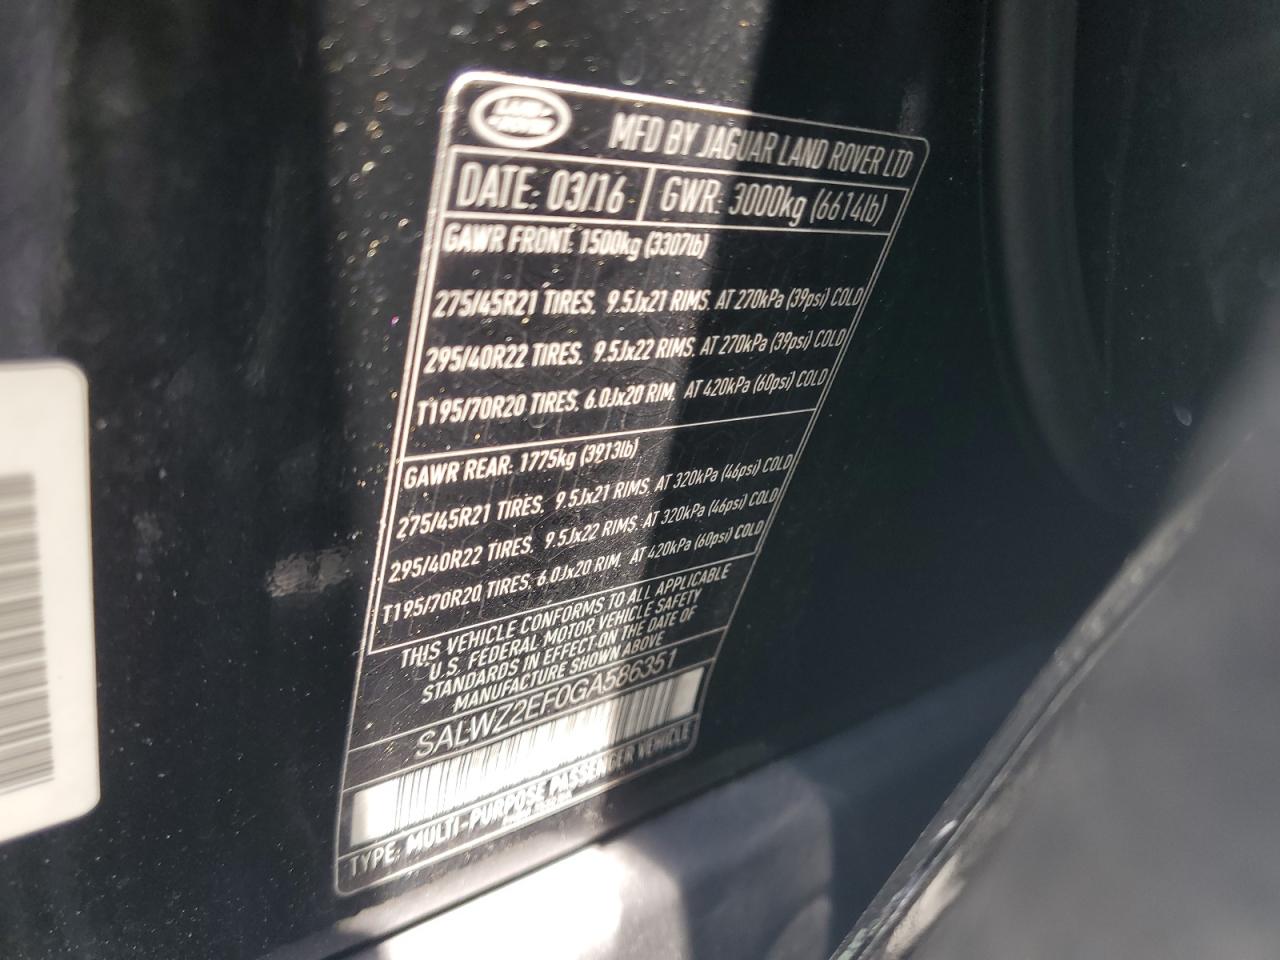 LAND
ROVER
MFD BY JAGUAR LAND ROVER LTD
DATE: 03/16 GWR: 3000kg (6614lb)
GAWR FRONT: 1500kg (3307lb)
275/45R21 TIRES, 9.5Jx21 RIMS, AT 270kPa (39psi) COLD
295/40R22 TIRES, 9.5Jx22 RIMS, AT 270kPa (39psi) COLD
T195/70R20 TIRES, 6.0Jx20 RIM, AT 420kPa (60psi) COLD
GAWR REAR: 1775kg (3913lb)
275/45R21 TIRES, 9.5Jx21 RIMS, AT 320kPa (46psi) COLD
295/40R22 TIRES, 9.5Jx22 RIMS, AT 320kPa (46psi) COLD
T195/70R20 TIRES, 6.0Jx20 RIM, AT 420kPa (60psi) COLD
THIS VEHICLE CONFORMS TO ALL APPLICABLE
U.S. FEDERAL MOTOR VEHICLE SAFETY
STANDARDS IN EFFECT ON THE DATE OF
MANUFACTURE SHOWN ABOVE
SALWZ2EF0GA586351
TYPE: MULTI-PURPOSE PASSENGER VEHICLE